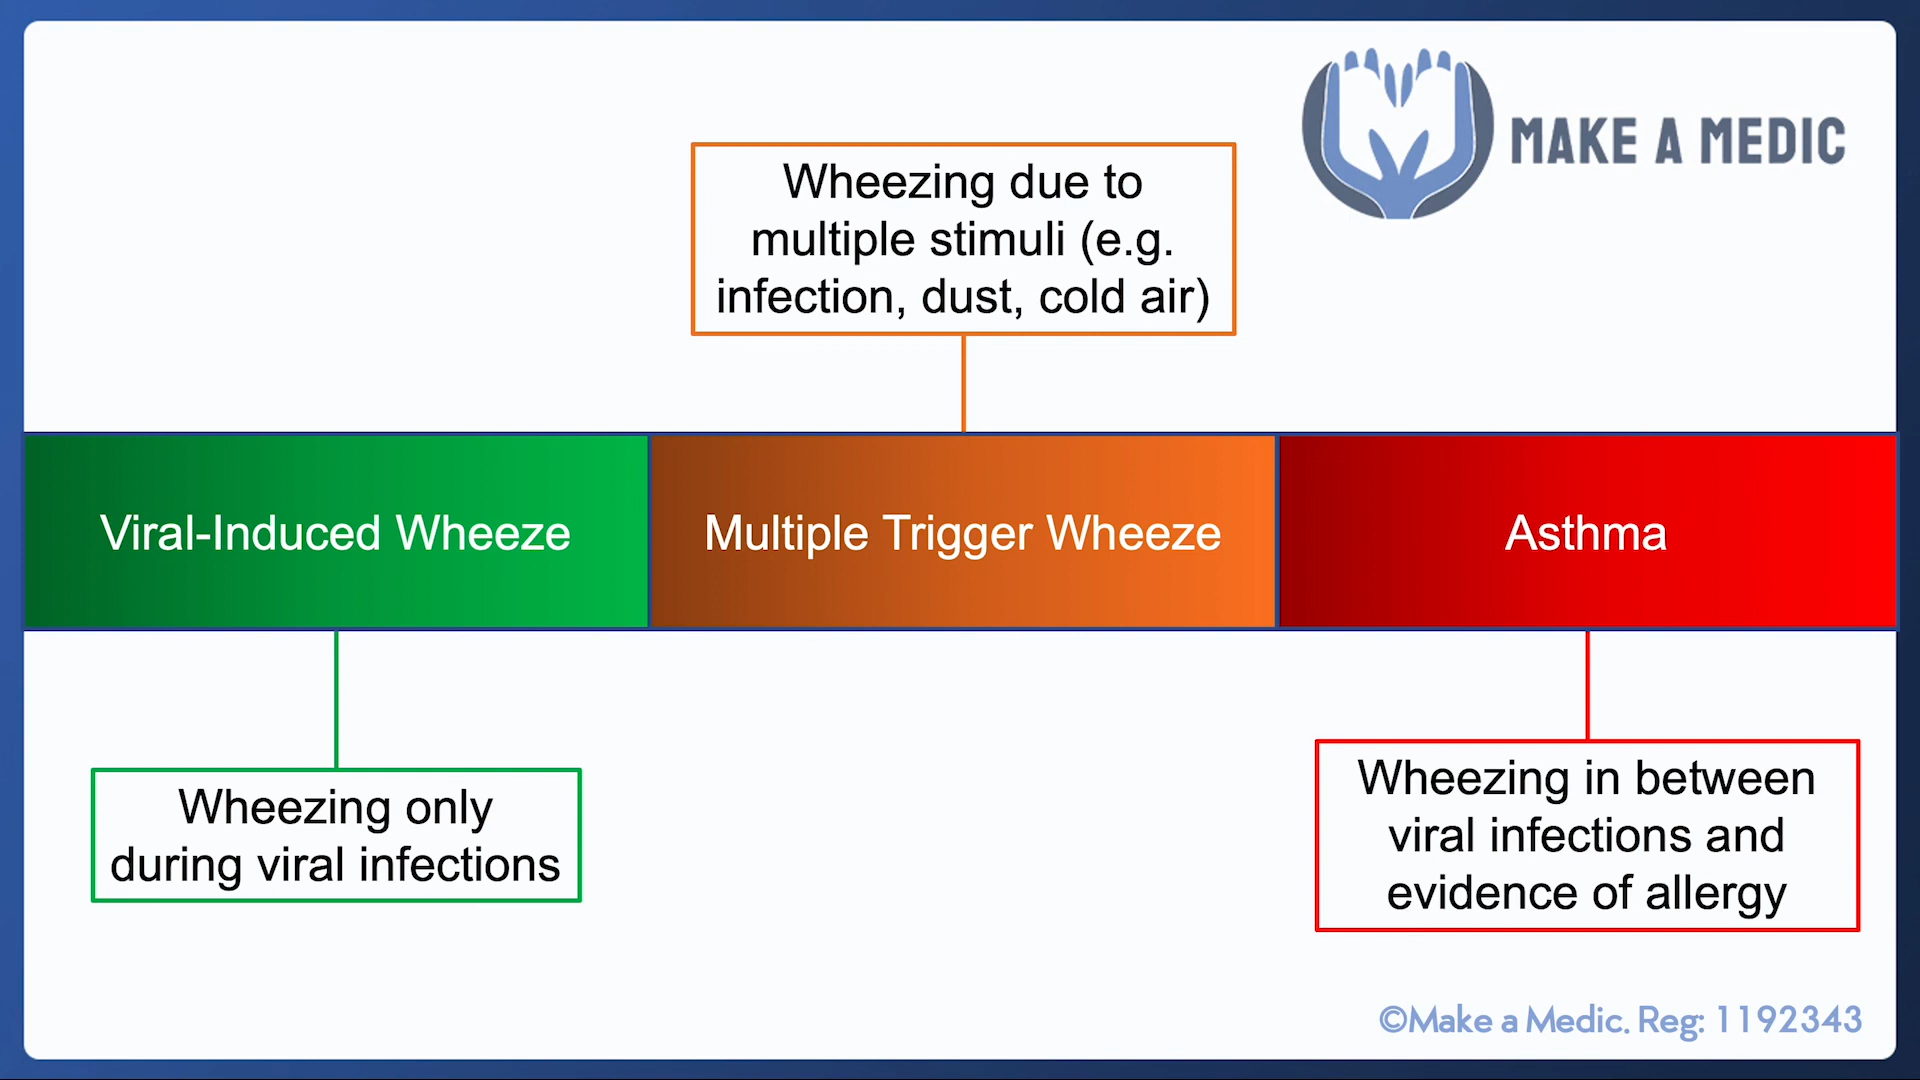 MAKE A MEDIC
Wheezing due to
multiple stimuli (e.g.
infection, dust, cold air)
Viral-Induced Wheeze
Multiple Trigger Wheeze
Asthma
Wheezing only
during viral infections
Wheezing in between
viral infections and
evidence of allergy
©Make a Medic. Reg: 1192343